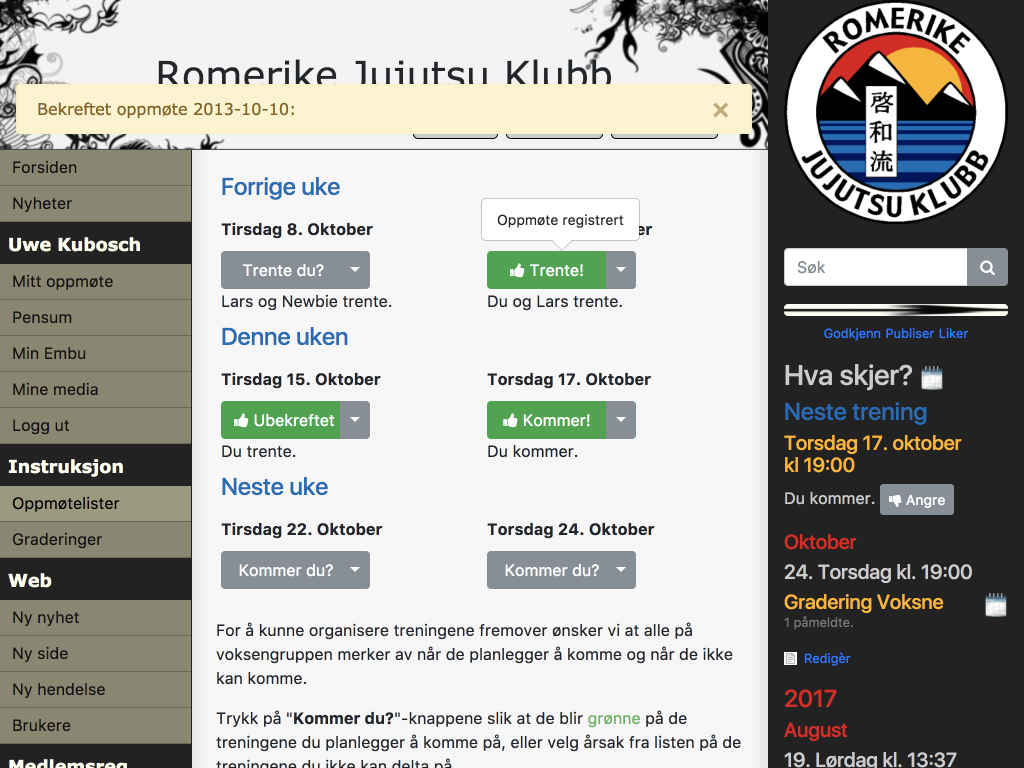 Romerike Jujutsu Klubb
Bekreftet oppmøte 2013-10-10:
×
Forsiden
Nyheter
Uwe Kubosch
Mitt oppmøte
Pensum
Min Embu
Mine media
Logg ut
Instruksjon
Oppmøtelister
Graderinger
Web
Ny nyhet
Ny side
Ny hendelse
Brukere
Medlemsreg
Forrige uke
Tirsdag 8. Oktober
er
Oppmøte registrert
Trente du?
Trente!
Lars og Newbie trente.
Du og Lars trente.
Denne uken
Tirsdag 15. Oktober
Torsdag 17. Oktober
Ubekreftet
Kommer!
Du trente.
Du kommer.
Neste uke
Tirsdag 22. Oktober
Torsdag 24. Oktober
Kommer du?
Kommer du?
For å kunne organisere treningene fremover ønsker vi at alle på
voksengruppen merker av når de planlegger å komme og når de ikke
kan komme.
Trykk på "Kommer du?"-knappene slik at de blir grønne på de
treningene du planlegger å komme på, eller velg årsak fra listen på de
treningene du ikke kan delta på.
ROMERIKE
啓和流
JUJUTSU KLUBB
Søk
Godkjenn Publiser Liker
Hva skjer?
Neste trening
Torsdag 17. oktober
kl 19:00
Du kommer. Angre
Oktober
24. Torsdag kl. 19:00
Gradering Voksne
1 påmeldte.
Redigèr
2017
August
19. Lørdag kl. 13:37